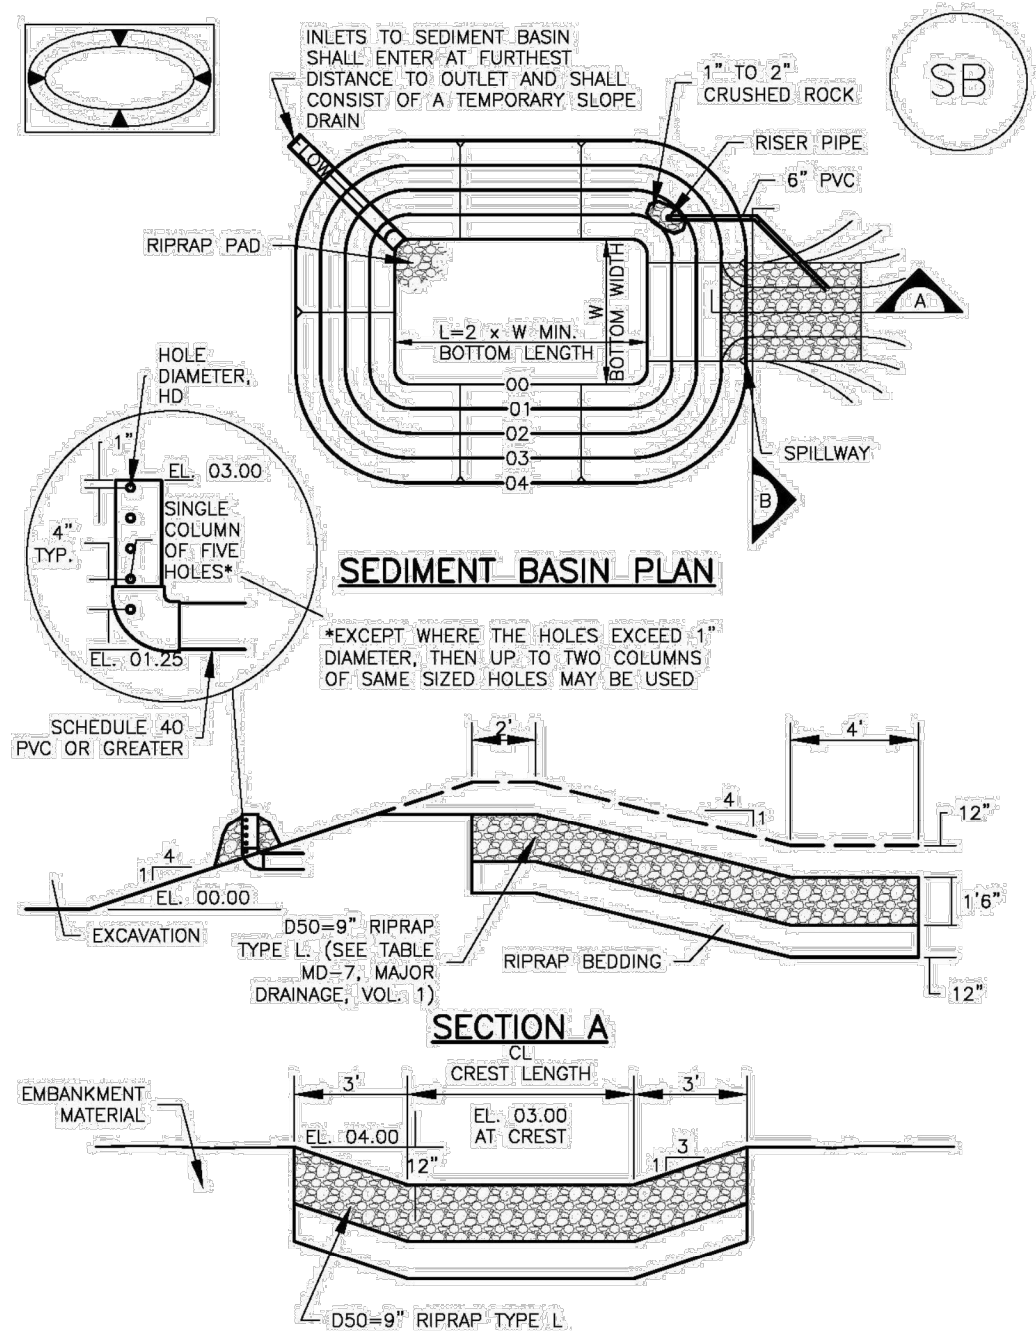 INLETS TO SEDIMENT BASIN
SHALL ENTER AT FURTHEST
DISTANCE TO OUTLET AND SHALL
CONSIST OF A TEMPORARY SLOPE
DRAIN
1" TO 2"
CRUSHED ROCK
SB
RISER PIPE
6" PVC
FLOW
RIPRAP PAD
W
BOTTOM WIDTH
L=2 x W MIN.
BOTTOM LENGTH
A
00
01
02
03
04
SPILLWAY
B
HOLE
DIAMETER,
HD
1"
EL. 03.00
4"
TYP.
SINGLE
COLUMN
OF FIVE
HOLES*
EL. 01.25
SCHEDULE 40
PVC OR GREATER
SEDIMENT BASIN PLAN
*EXCEPT WHERE THE HOLES EXCEED 1"
DIAMETER, THEN UP TO TWO COLUMNS
OF SAME SIZED HOLES MAY BE USED
2'
4'
4
1
12"
4
1
EL. 00.00
EXCAVATION
1'6"
D50=9" RIPRAP
TYPE L. (SEE TABLE
MD-7, MAJOR
DRAINAGE, VOL. 1)
RIPRAP BEDDING
12"
SECTION A
CL
CREST LENGTH
3'
3'
EMBANKMENT
MATERIAL
EL. 04.00
EL. 03.00
AT CREST
12"
3
1
D50=9" RIPRAP TYPE L